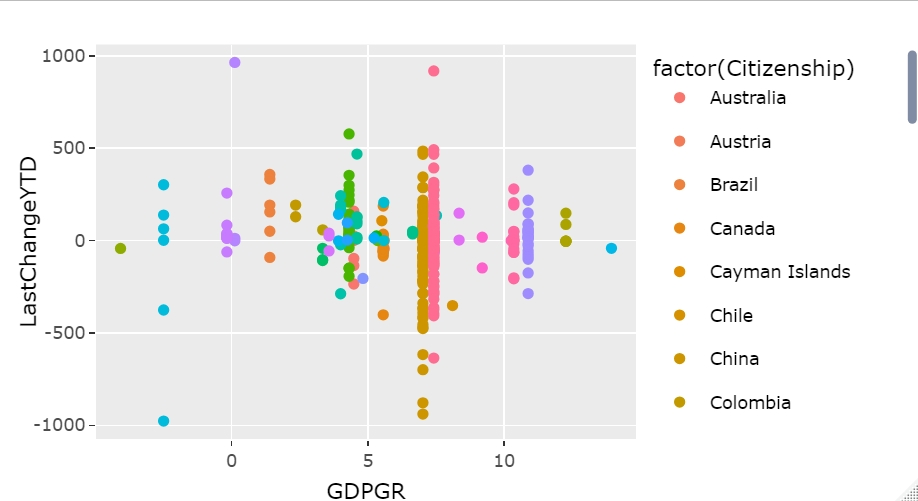 1000
500
0
-500
-1000
LastChangeYTD
0 5 10
GDPGR
factor(Citizenship)
Australia
Austria
Brazil
Canada
Cayman Islands
Chile
China
Colombia